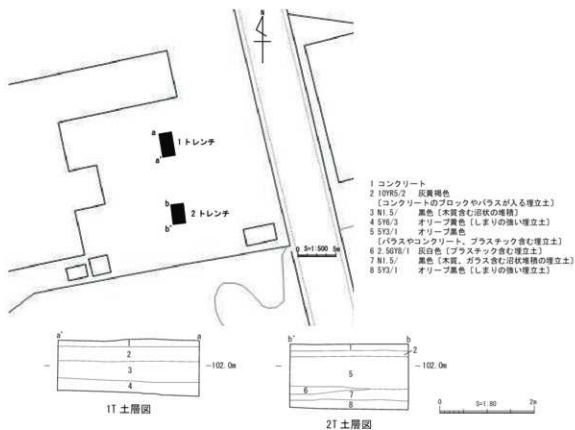 N
a
1トレンチ
a'
b
2トレンチ
b'
0 S=1:500 5m
1 コンクリート
2 10YR5/2 灰黄褐色
〔コンクリートのブロックやバラスが入る埋立土〕
3 N1.5/ 黒色〔木質含む沼状の堆積〕
4 5Y6/3 オリーブ黄色〔しまりの強い埋立土〕
5 5Y3/1 オリーブ黒色
〔バラスやコンクリート、プラスチック含む埋立土〕
6 2.5GY8/1 灰白色〔プラスチック含む埋立土〕
7 N1.5/ 黒色〔木質、ガラス含む沼状堆積の埋立土〕
8 5Y3/1 オリーブ黒色〔しまりの強い埋立土〕
a' a
1
2
3
4
-102.0m
1T 土層図
b' b
1
2
5
6
7
8
-102.0m
2T 土層図
0 S=1:80 2m